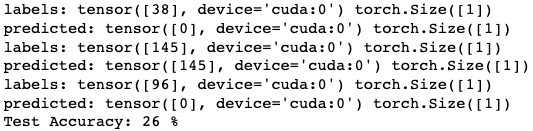 labels: tensor([38], device='cuda:0') torch.Size([1])
predicted: tensor([0], device='cuda:0') torch.Size([1])
labels: tensor([145], device='cuda:0') torch.Size([1])
predicted: tensor([145], device='cuda:0') torch.Size([1])
labels: tensor([96], device='cuda:0') torch.Size([1])
predicted: tensor([0], device='cuda:0') torch.Size([1])
Test Accuracy: 26 %